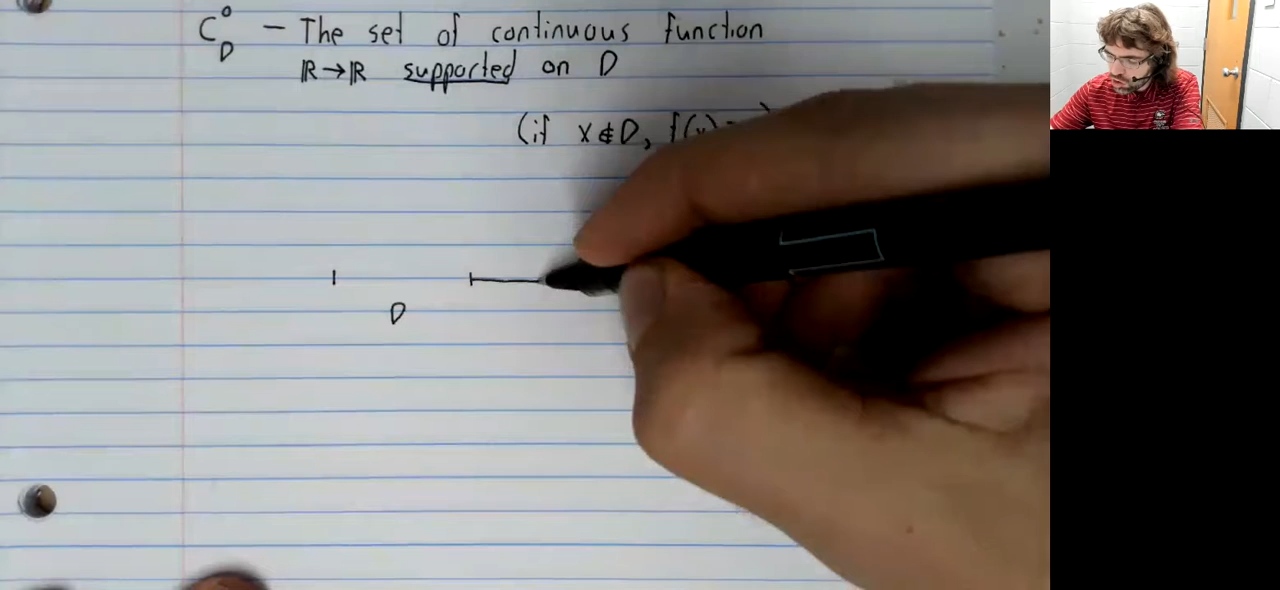 C⁰_D – The set of continuous function
ℝ→ℝ supported on D
(if x∉D, f(x)=
D